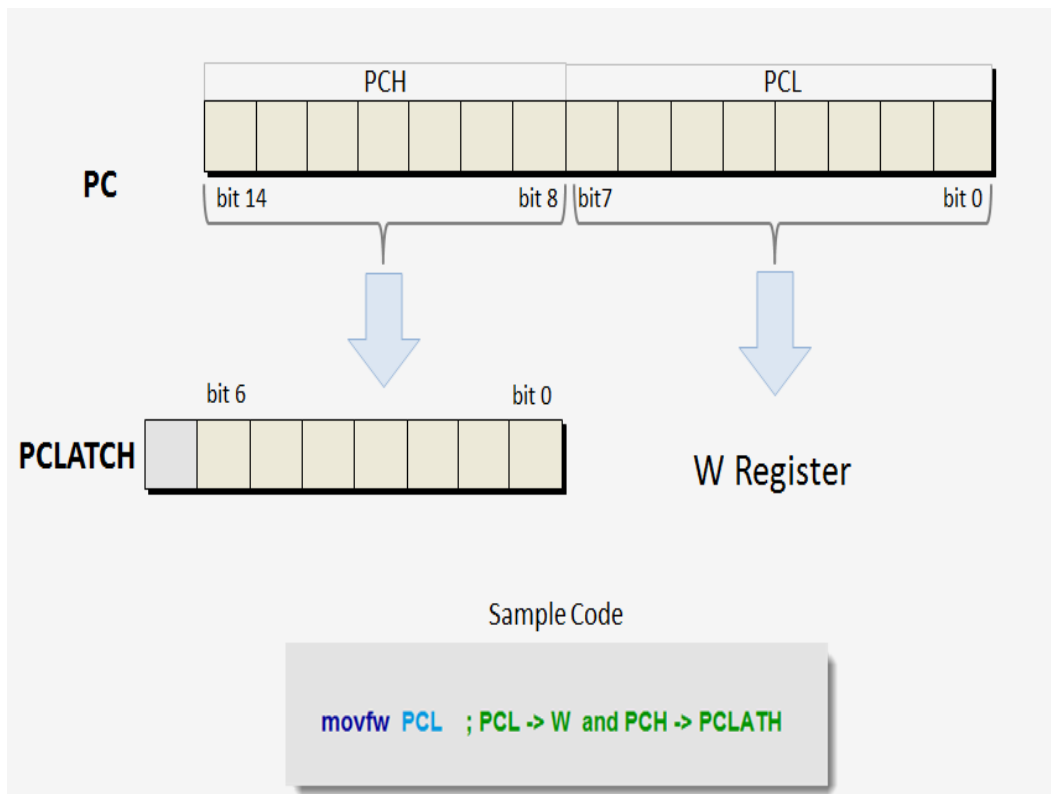 PCH PCL
PC
bit 14 bit 8 bit7 bit 0
bit 6 bit 0
PCLATCH
W Register
Sample Code
movfw PCL ; PCL -> W and PCH -> PCLATH